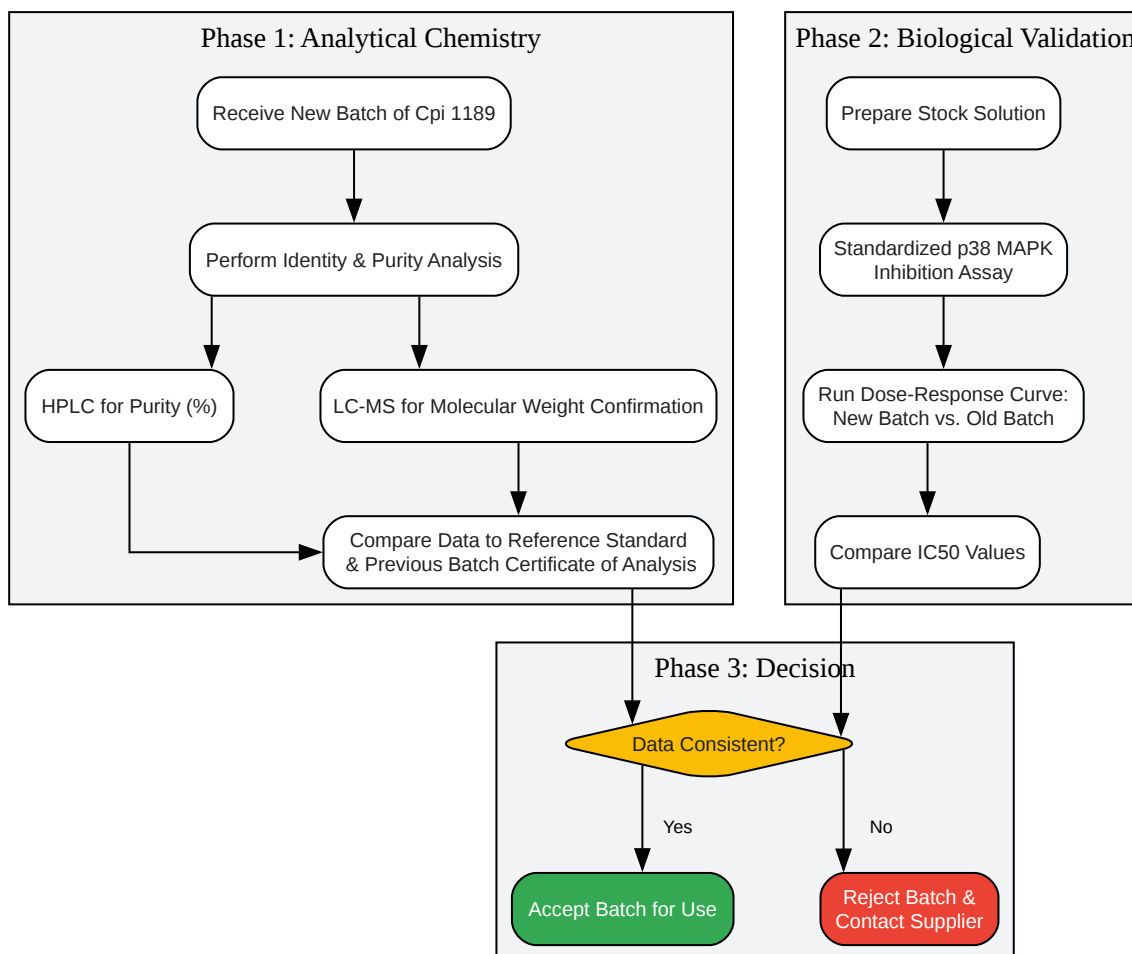 Phase 1: Analytical Chemistry
Receive New Batch of Cpi 1189
Perform Identity & Purity Analysis
HPLC for Purity (%)
LC-MS for Molecular Weight Confirmation
Compare Data to Reference Standard
& Previous Batch Certificate of Analysis
Phase 2: Biological Validation
Prepare Stock Solution
Standardized p38 MAPK
Inhibition Assay
Run Dose-Response Curve:
New Batch vs. Old Batch
Compare IC50 Values
Phase 3: Decision
Data Consistent?
Yes
No
Accept Batch for Use
Reject Batch &
Contact Supplier